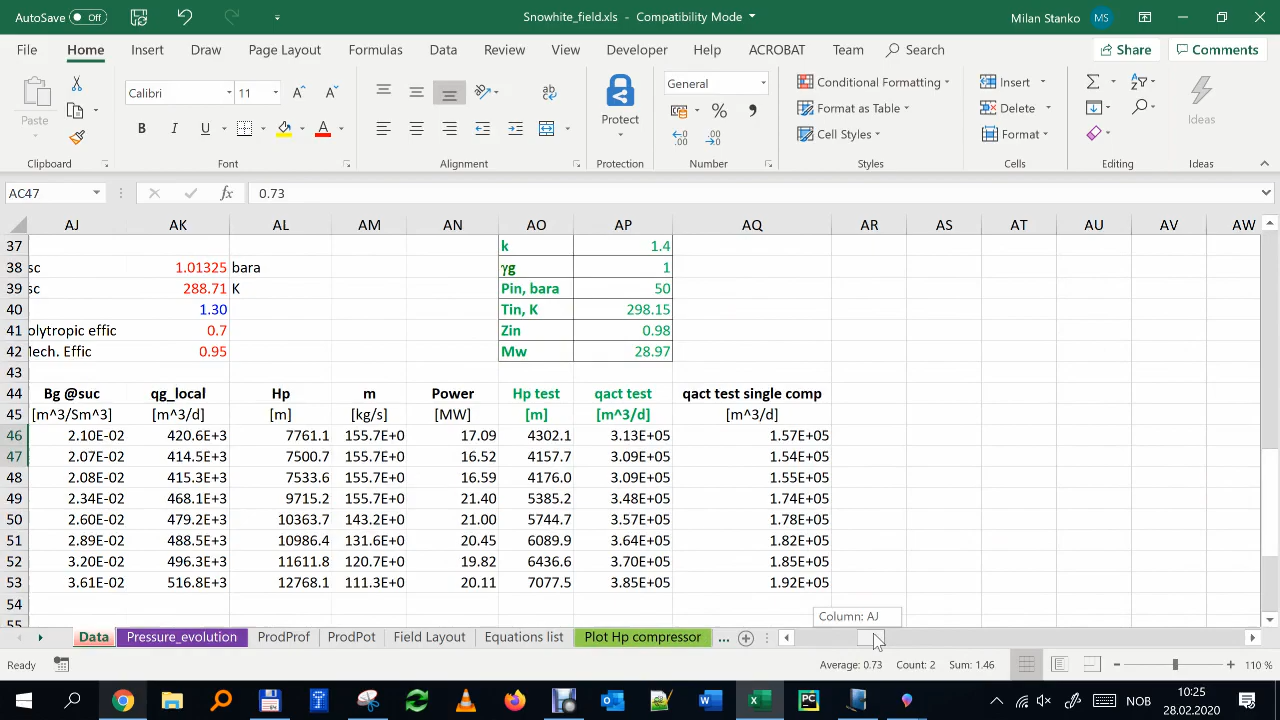 AutoSave Off Snowhite_field.xls - Compatibility Mode Milan Stanko MS
File Home Insert Draw Page Layout Formulas Data Review View Developer Help ACROBAT Team Search Share Comments
Paste Calibri 11 General Conditional Formatting Insert
B I U A Protect % Format as Table Delete Ideas
Cell Styles Format
Clipboard Font Alignment Protection Number Styles Cells Editing Ideas
AC47 fx 0.73
AJ AK AL AM AN AO AP AQ AR AS AT AU AV AW
37 k 1.4
38 sc 1.01325 bara γg 1
39 sc 288.71 K Pin, bara 50
40 1.30 Tin, K 298.15
41 olytropic effic 0.7 Zin 0.98
42 Mech. Effic 0.95 Mw 28.97
43
44 Bg @suc qg_local Hp m Power Hp test qact test qact test single comp
45 [m^3/Sm^3] [m^3/d] [m] [kg/s] [MW] [m] [m^3/d] [m^3/d]
46 2.10E-02 420.6E+3 7761.1 155.7E+0 17.09 4302.1 3.13E+05 1.57E+05
47 2.07E-02 414.5E+3 7500.7 155.7E+0 16.52 4157.7 3.09E+05 1.54E+05
48 2.08E-02 415.3E+3 7533.6 155.7E+0 16.59 4176.0 3.09E+05 1.55E+05
49 2.34E-02 468.1E+3 9715.2 155.7E+0 21.40 5385.2 3.48E+05 1.74E+05
50 2.60E-02 479.2E+3 10363.7 143.2E+0 21.00 5744.7 3.57E+05 1.78E+05
51 2.89E-02 488.5E+3 10986.4 131.6E+0 20.45 6089.9 3.64E+05 1.82E+05
52 3.20E-02 496.3E+3 11611.8 120.7E+0 19.82 6436.6 3.70E+05 1.85E+05
53 3.61E-02 516.8E+3 12768.1 111.3E+0 20.11 7077.5 3.85E+05 1.92E+05
54
55 Column: AJ
Data Pressure_evolution ProdProf ProdPot Field Layout Equations list Plot Hp compressor ...
Ready Average: 0.73 Count: 2 Sum: 1.46 110 %
NOB 10:25
28.02.2020